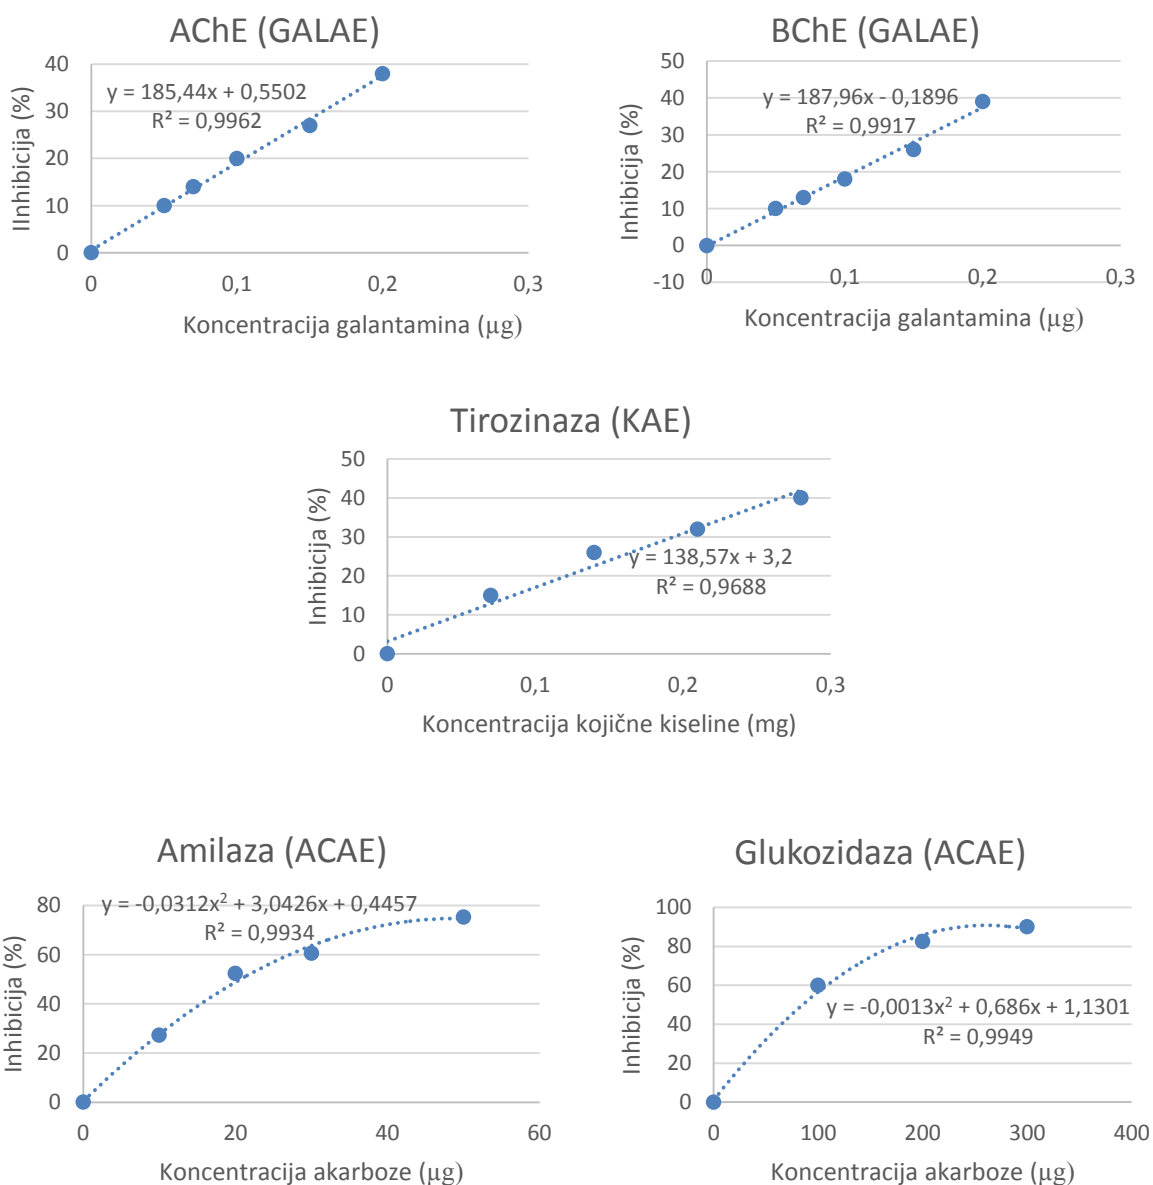 AChE (GALAE)
40
30
20
10
0
y = 185,44x + 0,5502
R² = 0,9962
IInhibicija (%)
0
0,1
0,2
0,3
Koncentracija galantamina (µg)
BChE (GALAE)
50
40
30
20
10
0
-10
y = 187,96x - 0,1896
R² = 0,9917
Inhibicija (%)
0
0,1
0,2
0,3
Koncentracija galantamina (µg)
Tirozinaza (KAE)
50
40
30
20
10
0
y = 138,57x + 3,2
R² = 0,9688
Inhibicija (%)
0
0,1
0,2
0,3
Koncentracija kojične kiseline (mg)
Amilaza (ACAE)
80
60
40
20
0
y = -0,0312x² + 3,0426x + 0,4457
R² = 0,9934
Inhibicija (%)
0
20
40
60
Koncentracija akarboze (µg)
Glukozidaza (ACAE)
100
80
60
40
20
0
y = -0,0013x² + 0,686x + 1,1301
R² = 0,9949
Inhibicija (%)
0
100
200
300
400
Koncentracija akarboze (µg)